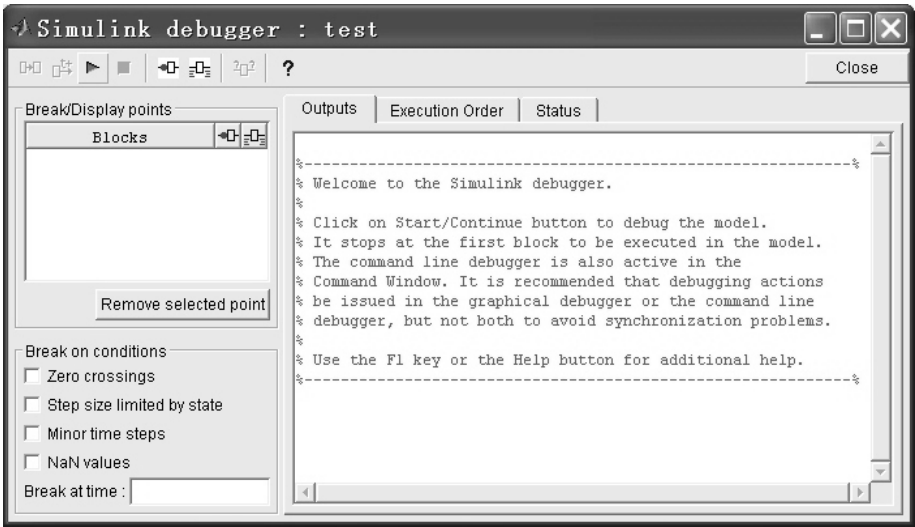 Simulink debugger : test
?
Close
Break/Display points
Blocks
Remove selected point
Break on conditions
Zero crossings
Step size limited by state
Minor time steps
NaN values
Break at time :
Outputs
Execution Order
Status
%----------------------------------------------------------------%
% Welcome to the Simulink debugger.
%
% Click on Start/Continue button to debug the model.
% It stops at the first block to be executed in the model.
% The command line debugger is also active in the
% Command Window. It is recommended that debugging actions
% be issued in the graphical debugger or the command line
% debugger, but not both to avoid synchronization problems.
%
% Use the F1 key or the Help button for additional help.
%----------------------------------------------------------------%